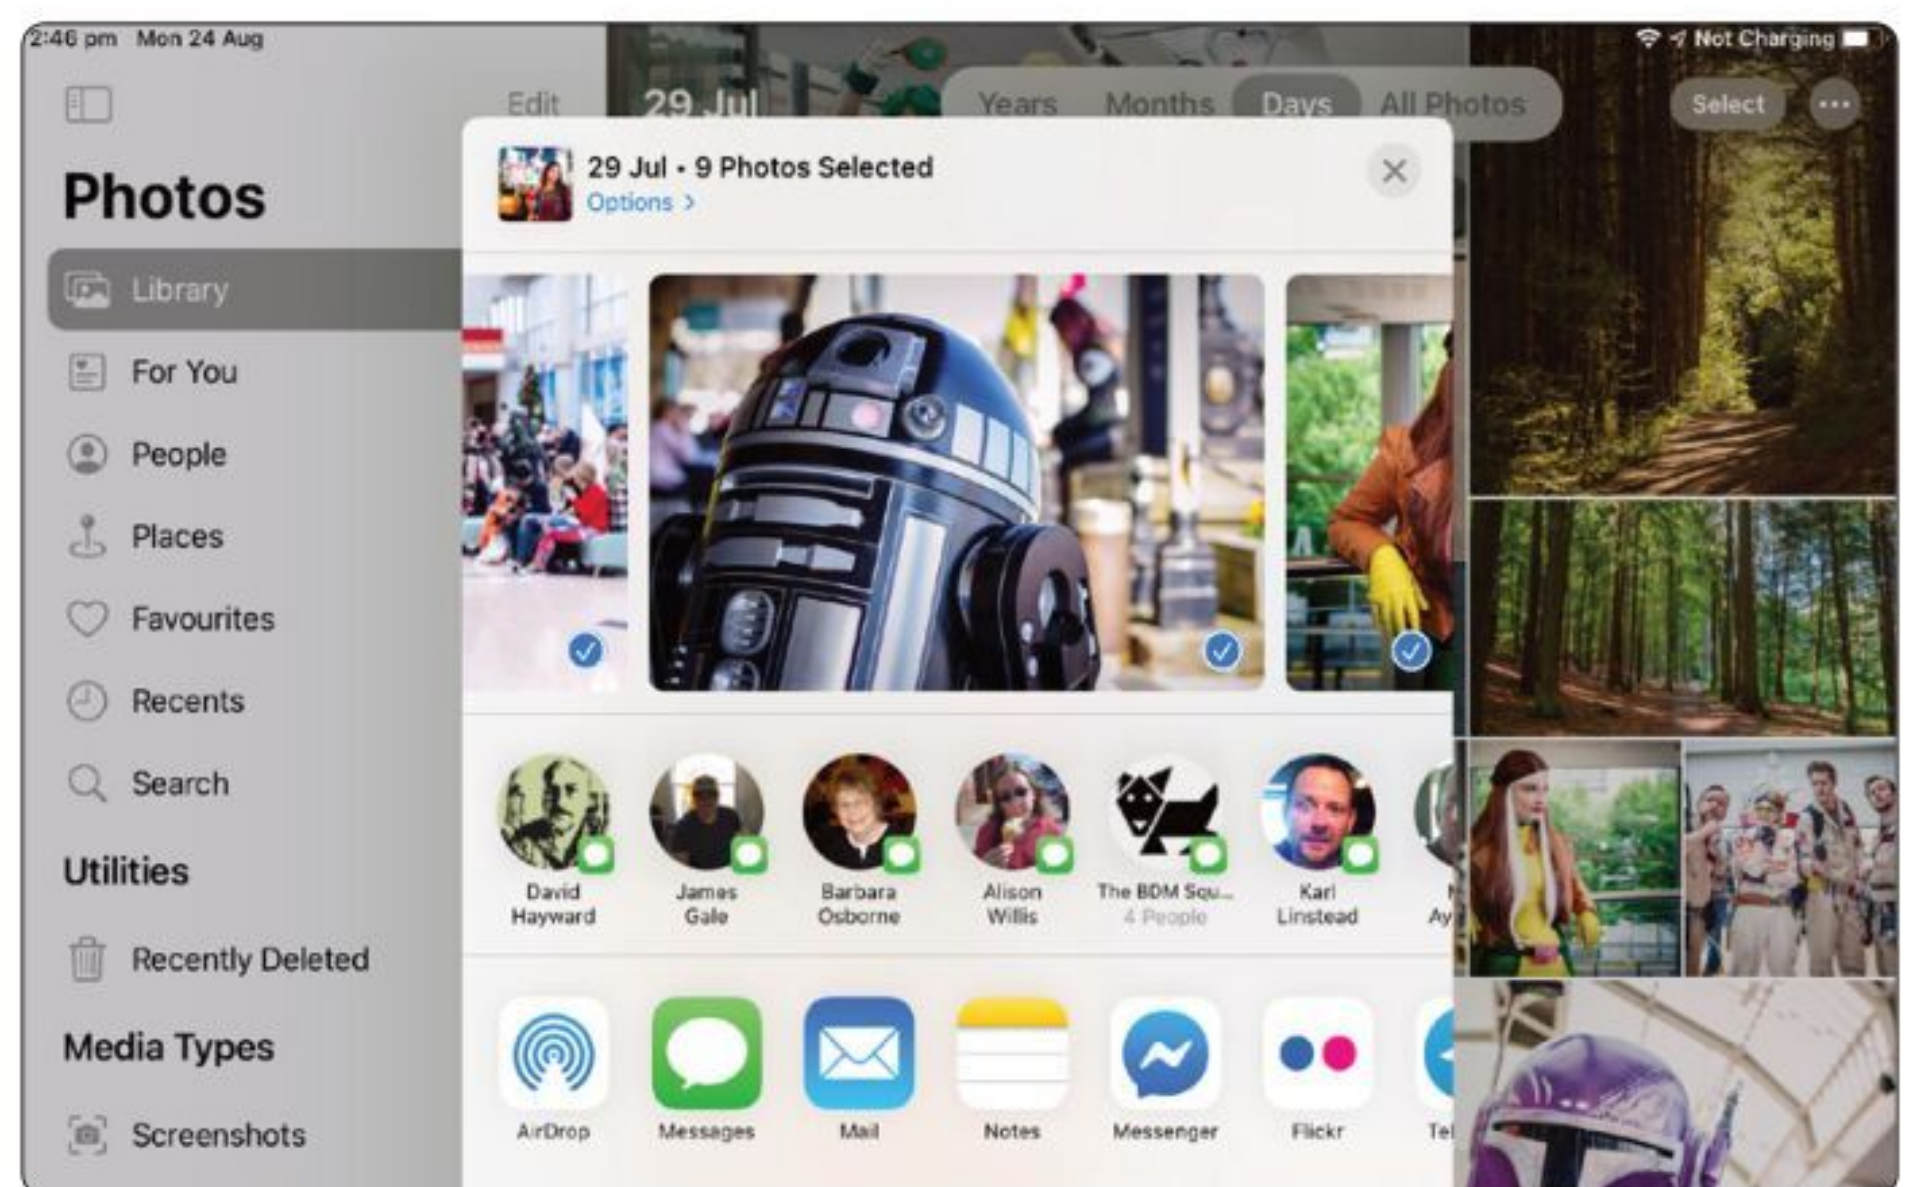 2:46 pm Mon 24 Aug
Not Charging
Edit
29 Jul
Years Months Days All Photos
Select
Photos
Library
For You
People
Places
Favourites
Recents
Search
Utilities
Recently Deleted
Media Types
Screenshots
29 Jul • 9 Photos Selected
Options >
David
Hayward
James
Gale
Barbara
Osborne
Alison
Willis
The BDM Squ...
4 People
Karl
Linstead
Ay
AirDrop
Messages
Mail
Notes
Messenger
Flickr
Tel